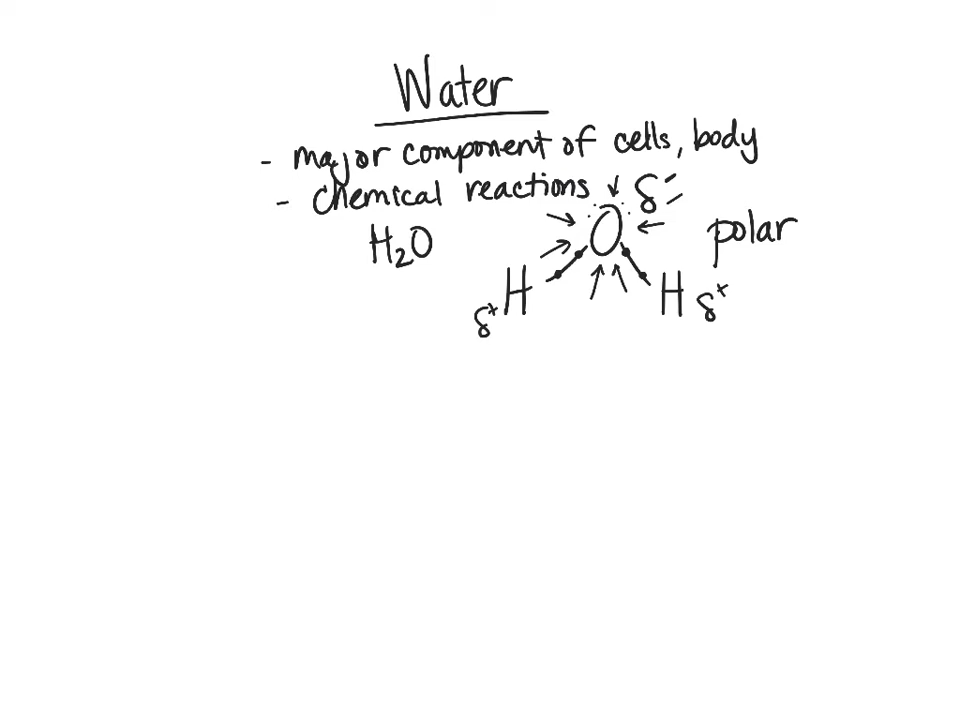 Water
- major component of cells, body
- chemical reactions
H₂O
O δ⁻⁻
polar
H δ⁺
H δ⁺